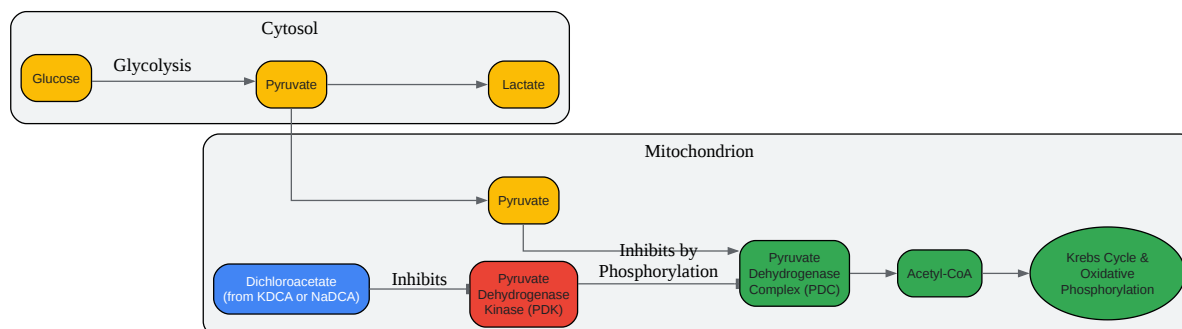 Cytosol
Glycolysis
Glucose
Pyruvate
Lactate
Mitochondrion
Pyruvate
Inhibits by
Phosphorylation
Dichloroacetate
(from KDCA or NaDCA)
Inhibits
Pyruvate
Dehydrogenase
Kinase (PDK)
Pyruvate
Dehydrogenase
Complex (PDC)
Acetyl-CoA
Krebs Cycle &
Oxidative
Phosphorylation